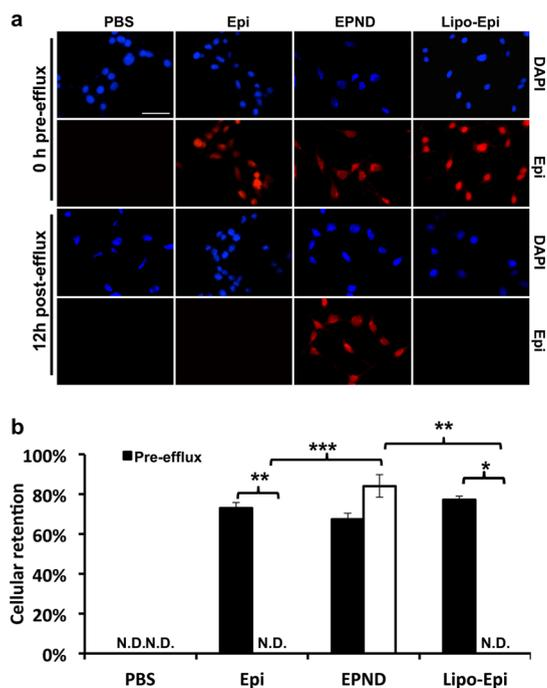 a
PBS Epi EPND Lipo-Epi
0 h pre-efflux
DAPI
Epi
12h post-efflux
DAPI
Epi
b
Cellular retention
100%
80%
60%
40%
20%
0%
Pre-efflux
**
***
**
*
N.D.N.D.
N.D.
N.D.
PBS Epi EPND Lipo-Epi